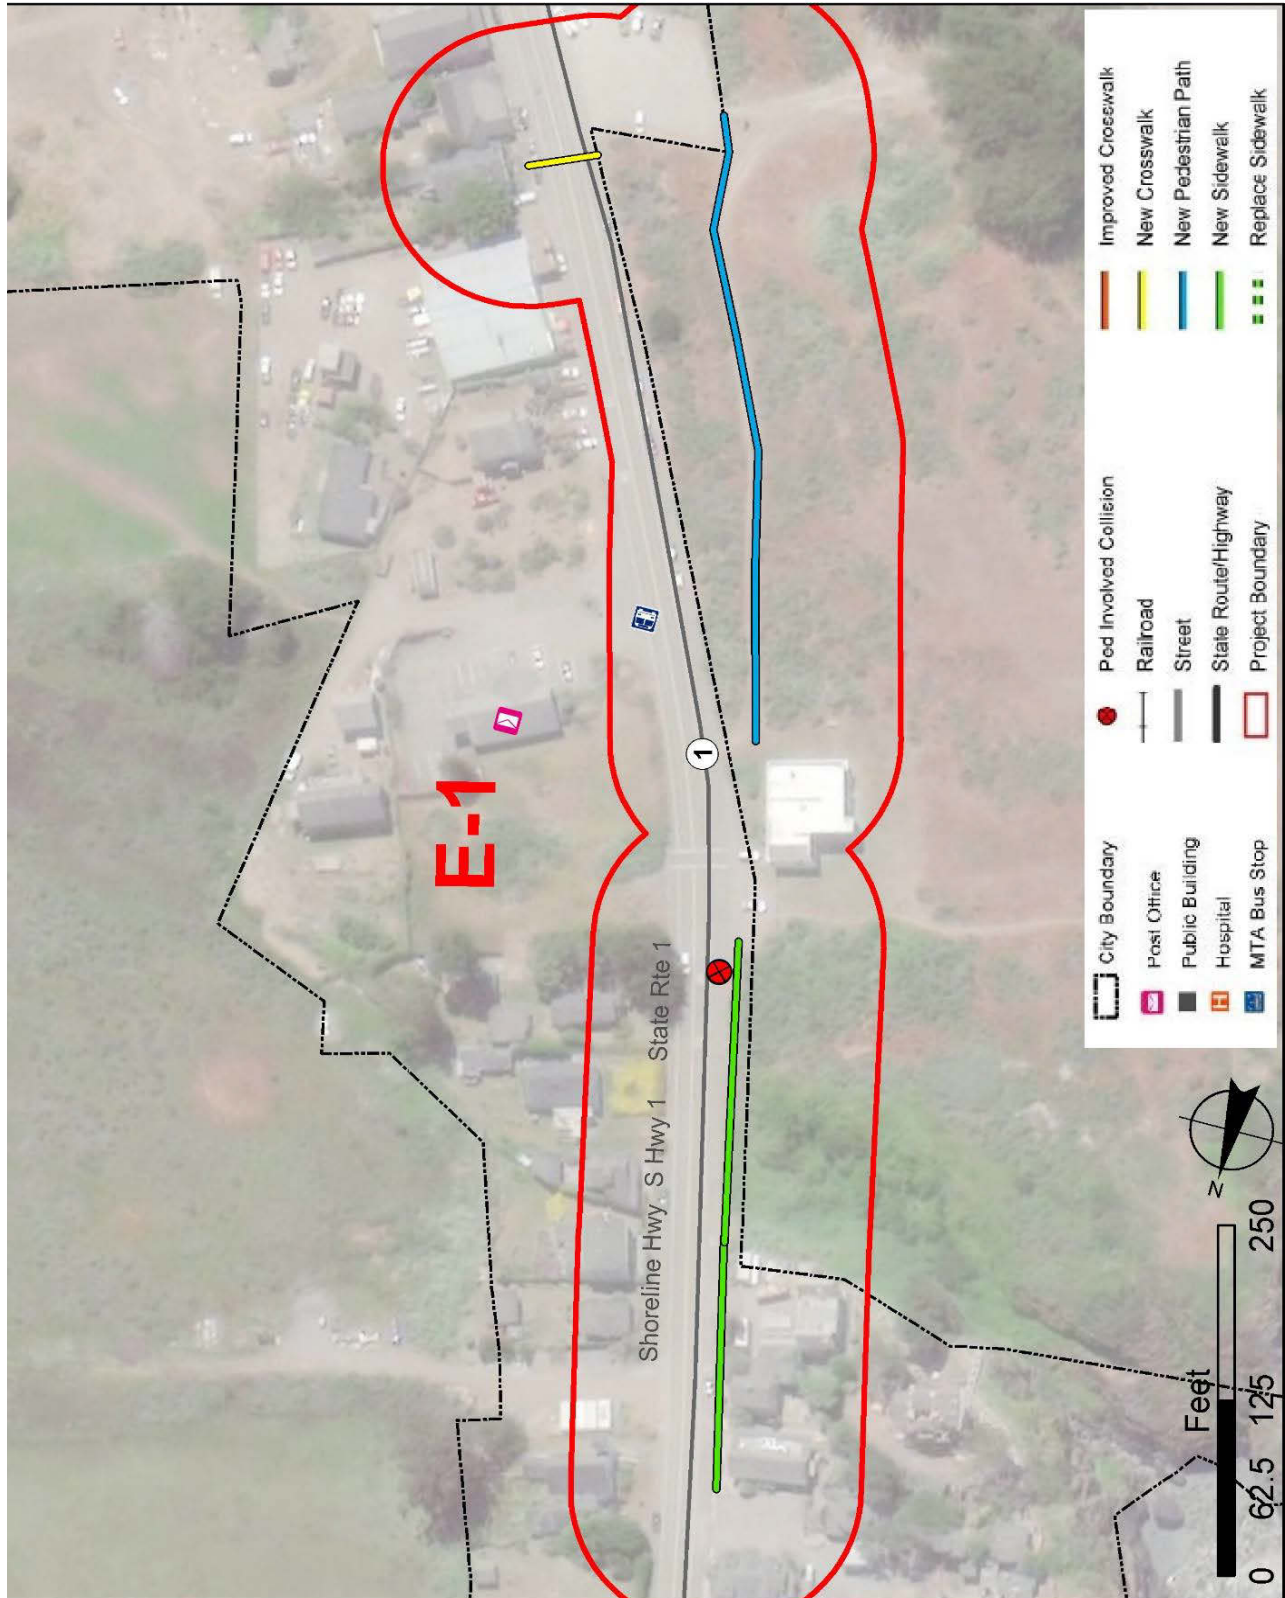 E-1
Shoreline Hwy. S Hwy 1 State Rte 1
1
City Boundary
Post Office
Public Building
Hospital
MTA Bus Stop
Ped Involved Collision
Railroad
Street
State Route/Highway
Project Boundary
Improved Crosswalk
New Crosswalk
New Pedestrian Path
New Sidewalk
Replace Sidewalk
H
N
Feet
0 62.5 125 250